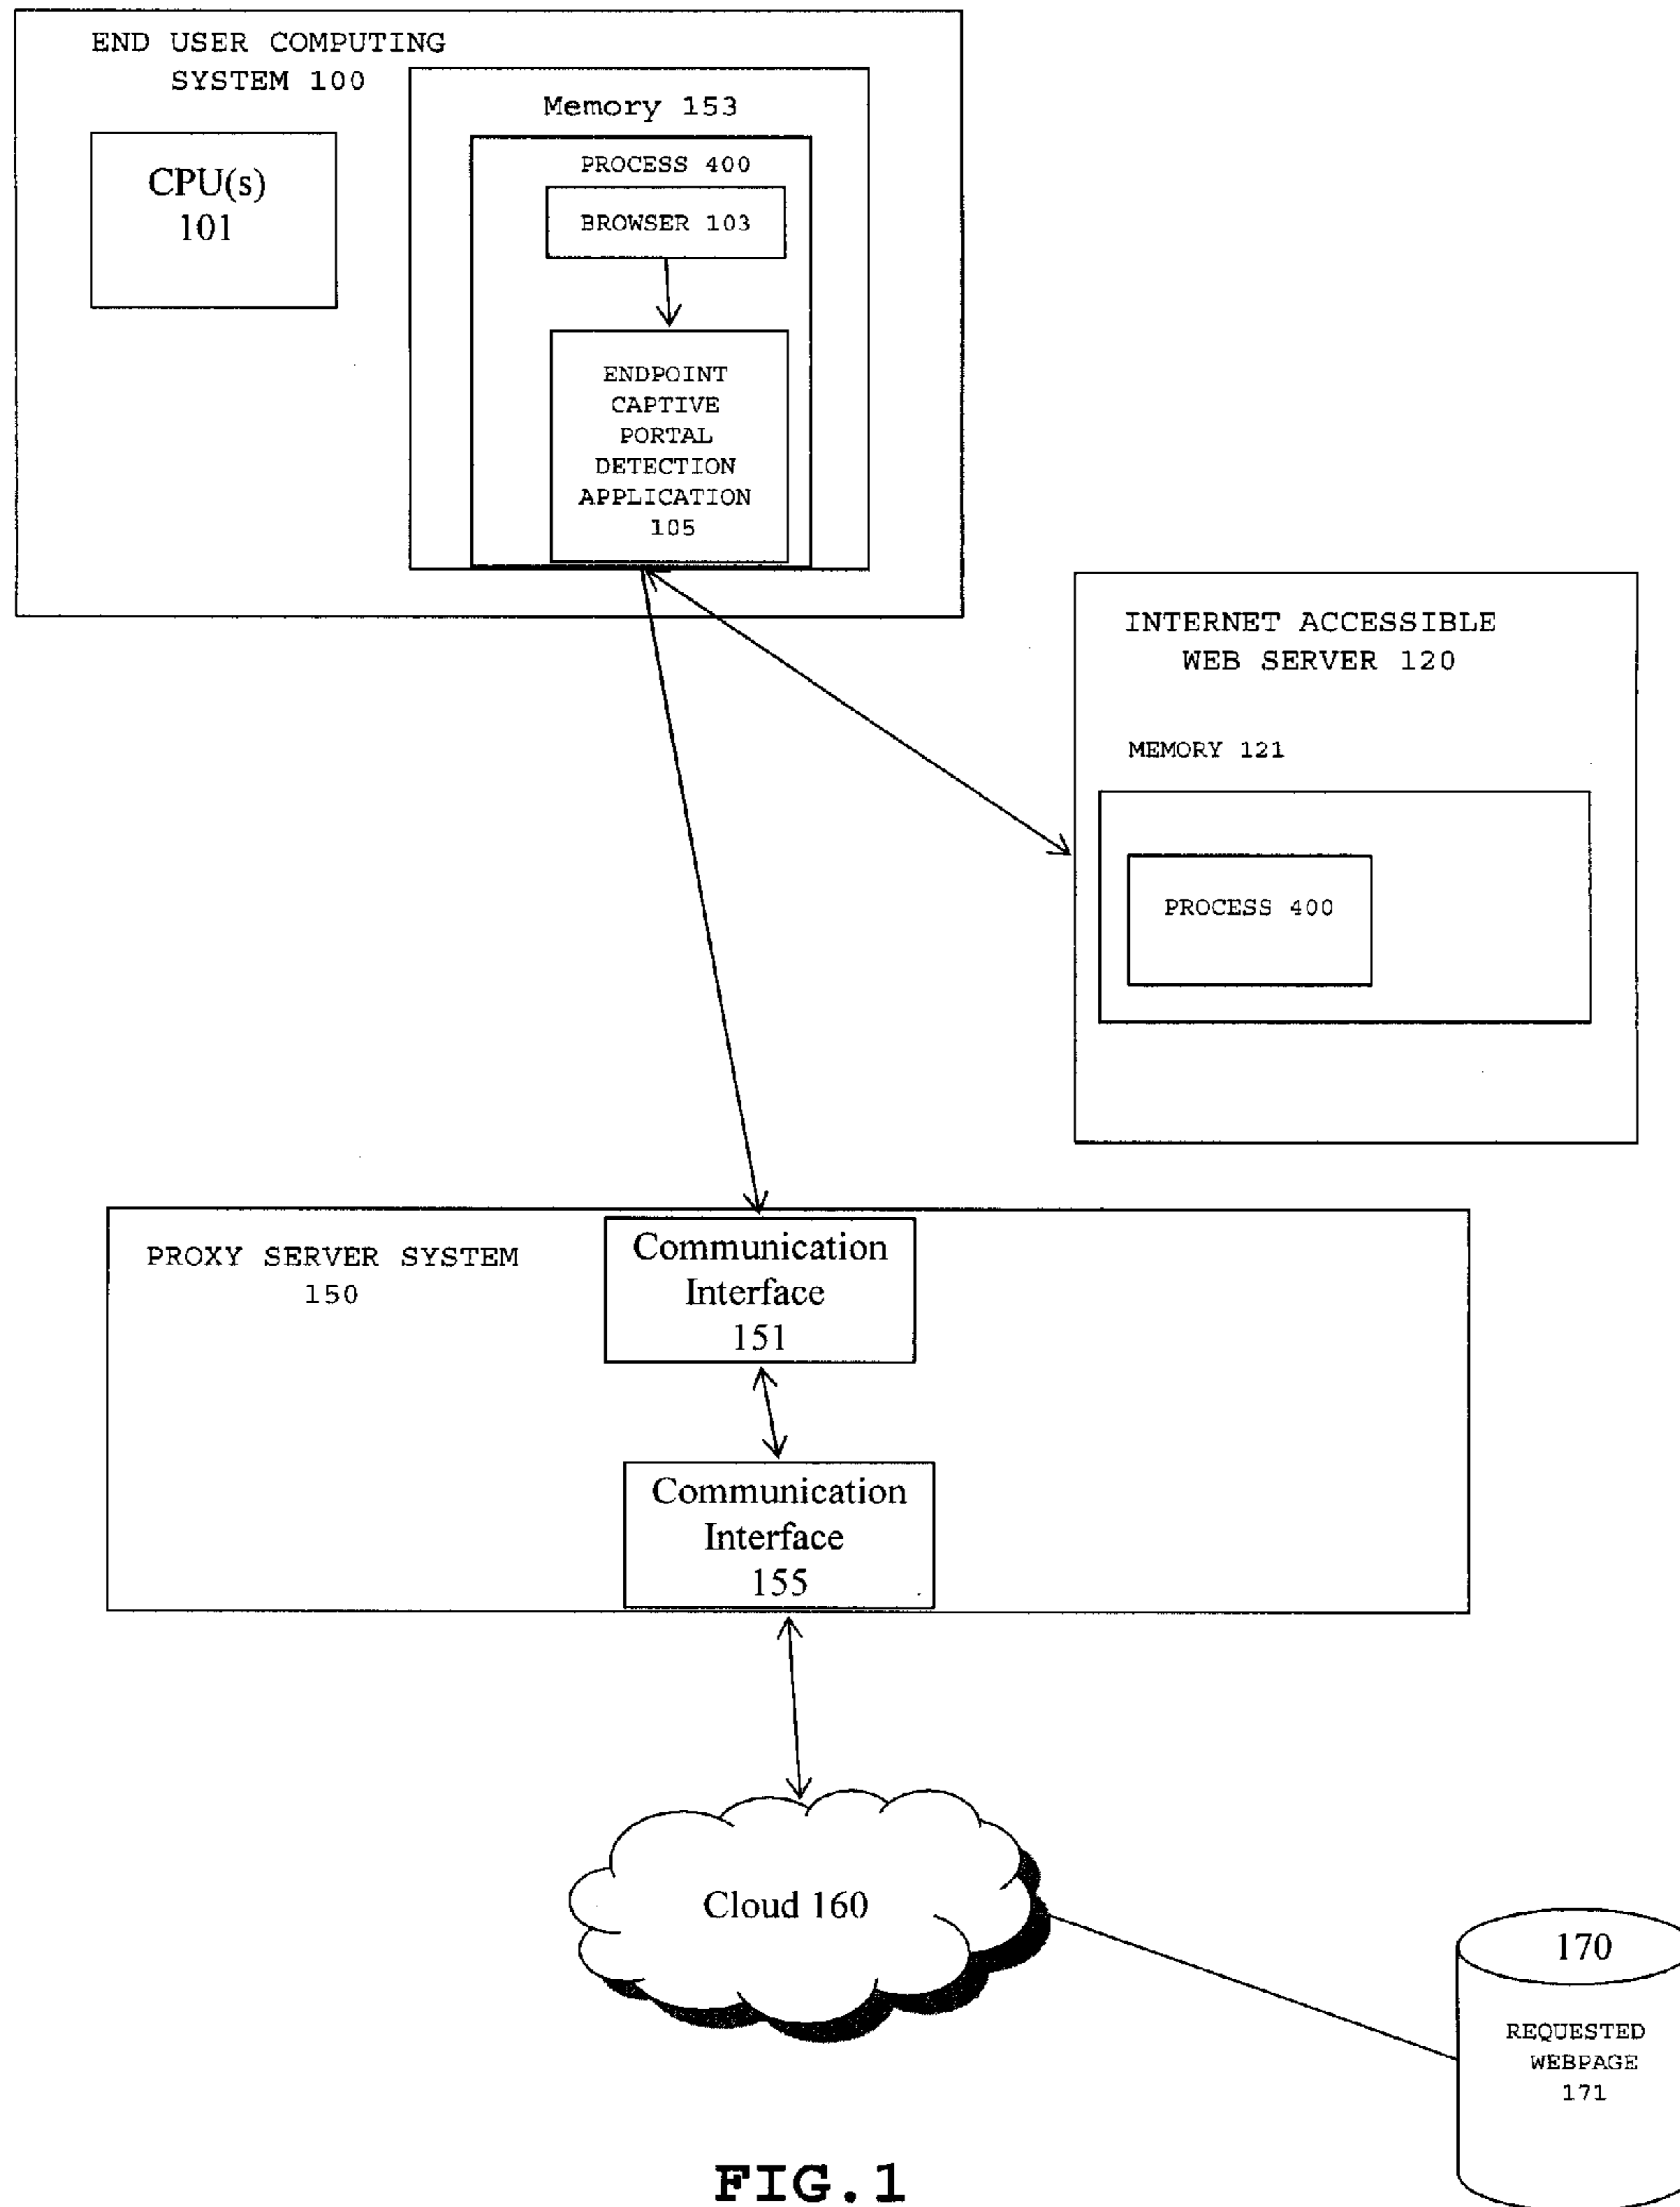 END USER COMPUTING
SYSTEM 100
CPU(s)
101
Memory 153
PROCESS 400
BROWSER 103
ENDPOINT
CAPTIVE
PORTAL
DETECTION
APPLICATION
105
INTERNET ACCESSIBLE
WEB SERVER 120
MEMORY 121
PROCESS 400
PROXY SERVER SYSTEM
150
Communication
Interface
151
Communication
Interface
155
Cloud 160
170
REQUESTED
WEBPAGE
171
FIG.1